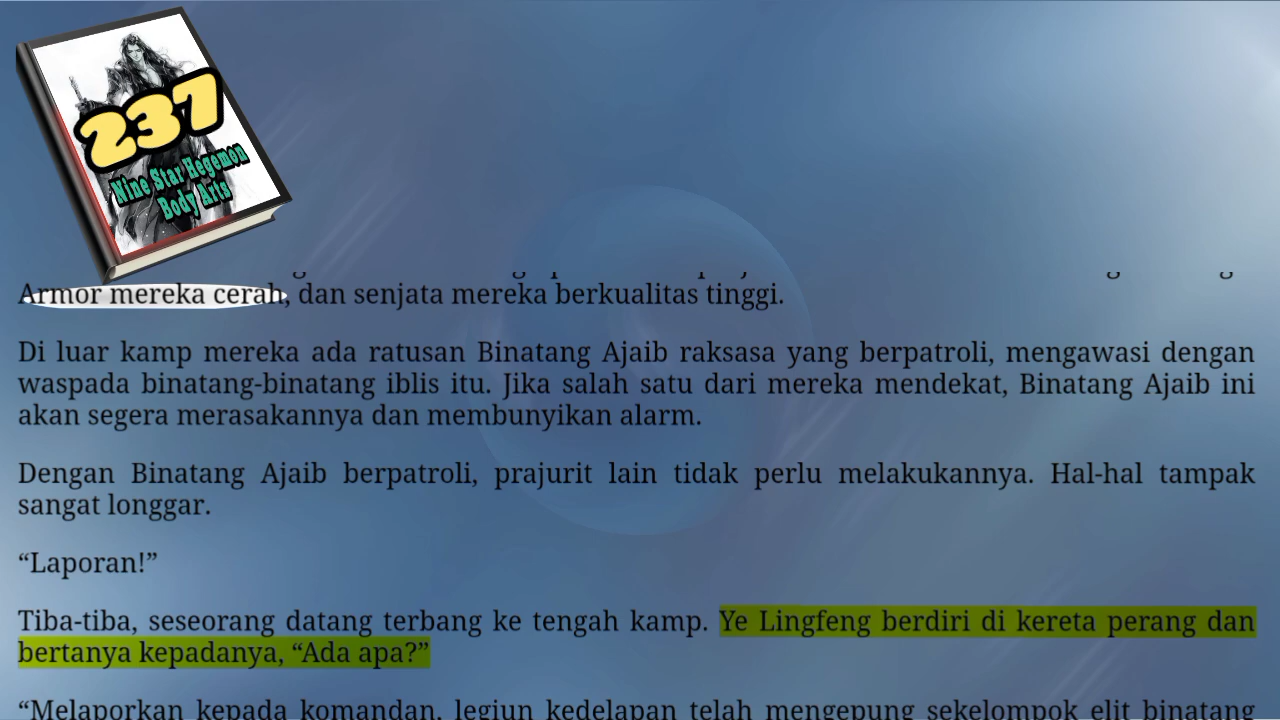 237
Nine Star Hegemon
Body Arts
Armor mereka cerah, dan senjata mereka berkualitas tinggi.
Di luar kamp mereka ada ratusan Binatang Ajaib raksasa yang berpatroli, mengawasi dengan
waspada binatang-binatang iblis itu. Jika salah satu dari mereka mendekat, Binatang Ajaib ini
akan segera merasakannya dan membunyikan alarm.
Dengan Binatang Ajaib berpatroli, prajurit lain tidak perlu melakukannya. Hal-hal tampak
sangat longgar.
“Laporan!”
Tiba-tiba, seseorang datang terbang ke tengah kamp. Ye Lingfeng berdiri di kereta perang dan
bertanya kepadanya, “Ada apa?”
“Melaporkan kepada komandan, legiun kedelapan telah mengepung sekelompok elit binatang